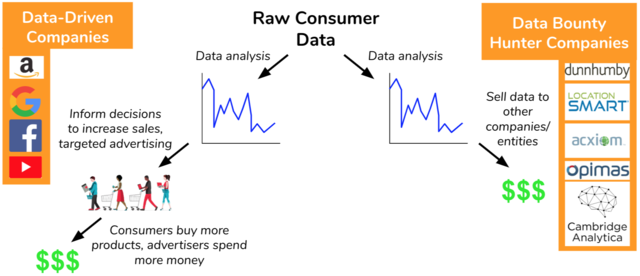 Data-Driven
Companies
a
Raw Consumer
Data
Data Bounty
Hunter Companies
Data analysis
Data analysis
Inform decisions
to increase sales,
targeted advertising
Consumers buy more
products, advertisers spend
more money
$$$
Sell data to
other
companies/
entities
$$$
dunnhumby
LOCATION
SMART
acxiom
opimas
Cambridge
Analytica